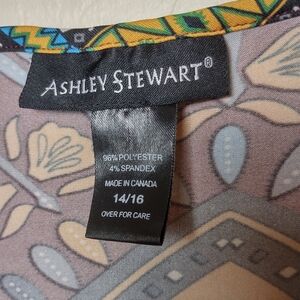 ASHLEY STEWART®
96% POLYESTER
4% SPANDEX
MADE IN CANADA
14/16
OVER FOR CARE